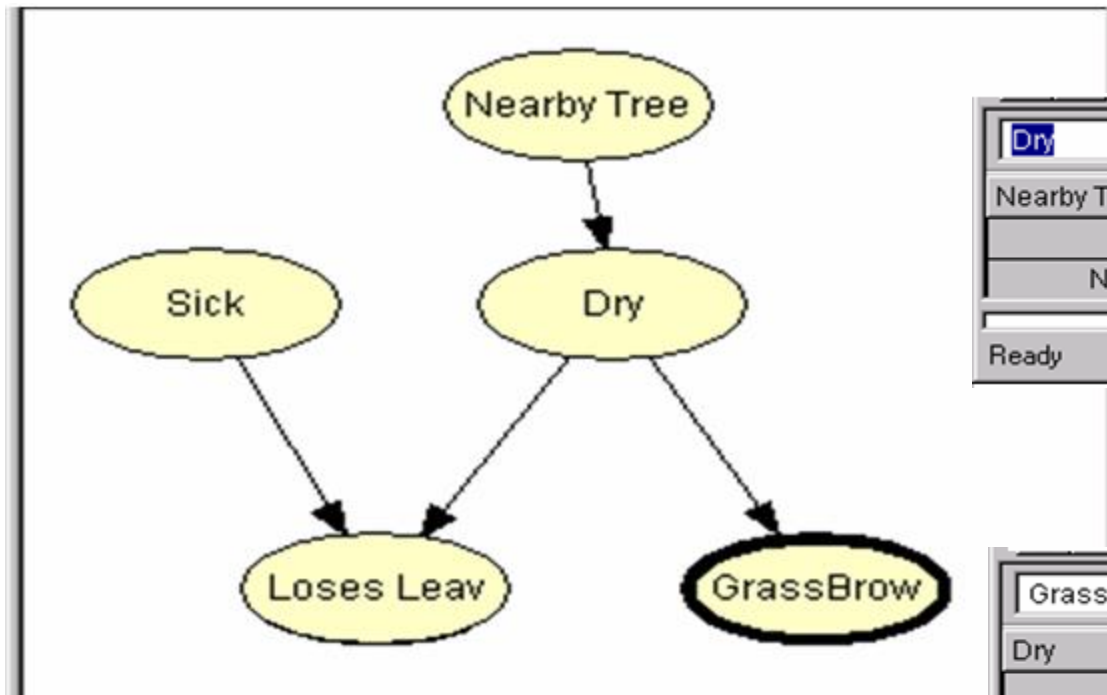 Nearby Tree
Sick
Dry
Loses Leav
GrassBrow
Dry
Nearby T
N
Ready
Grass
Dry